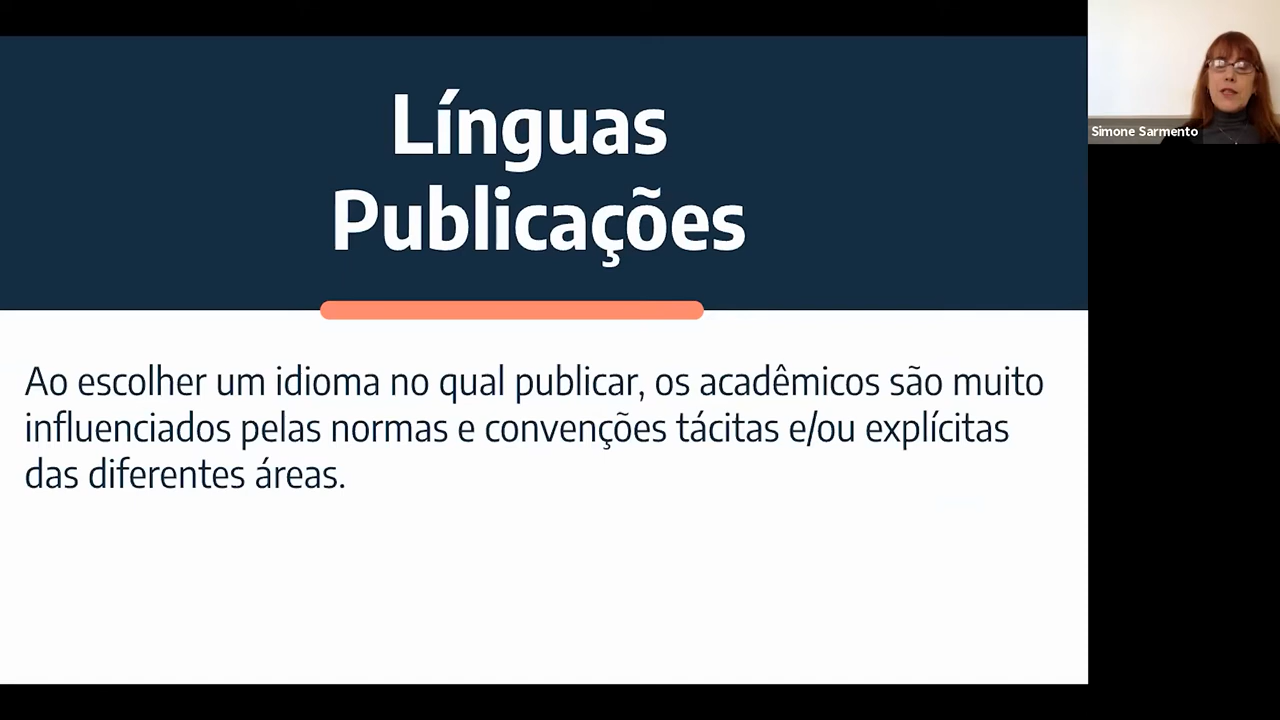 Línguas
Publicações
Ao escolher um idioma no qual publicar, os acadêmicos são muito
influenciados pelas normas e convenções tácitas e/ou explícitas
das diferentes áreas.
Simone Sarmento